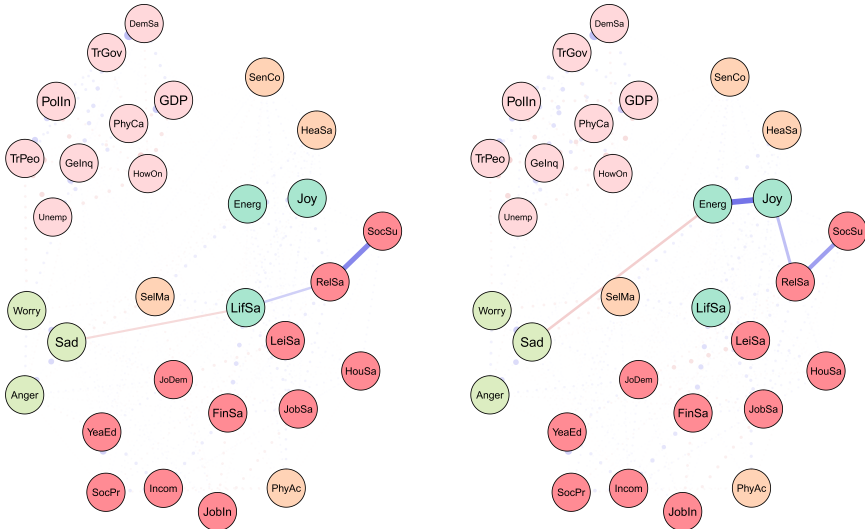 DemSa
TrGov
SenCo
PolIn
GDP
PhyCa
HeaSa
TrPeo
GeInq
HowOn
Energ
Joy
Unemp
SocSu
RelSa
SelMa
LifSa
Worry
Sad
LeiSa
HouSa
JoDem
Anger
FinSa
JobSa
YeaEd
SocPr
Incom
PhyAc
JobIn
DemSa
TrGov
SenCo
PolIn
GDP
PhyCa
HeaSa
TrPeo
GeInq
HowOn
Energ
Joy
Unemp
SocSu
RelSa
SelMa
LifSa
Worry
Sad
LeiSa
HouSa
JoDem
Anger
FinSa
JobSa
YeaEd
SocPr
Incom
PhyAc
JobIn